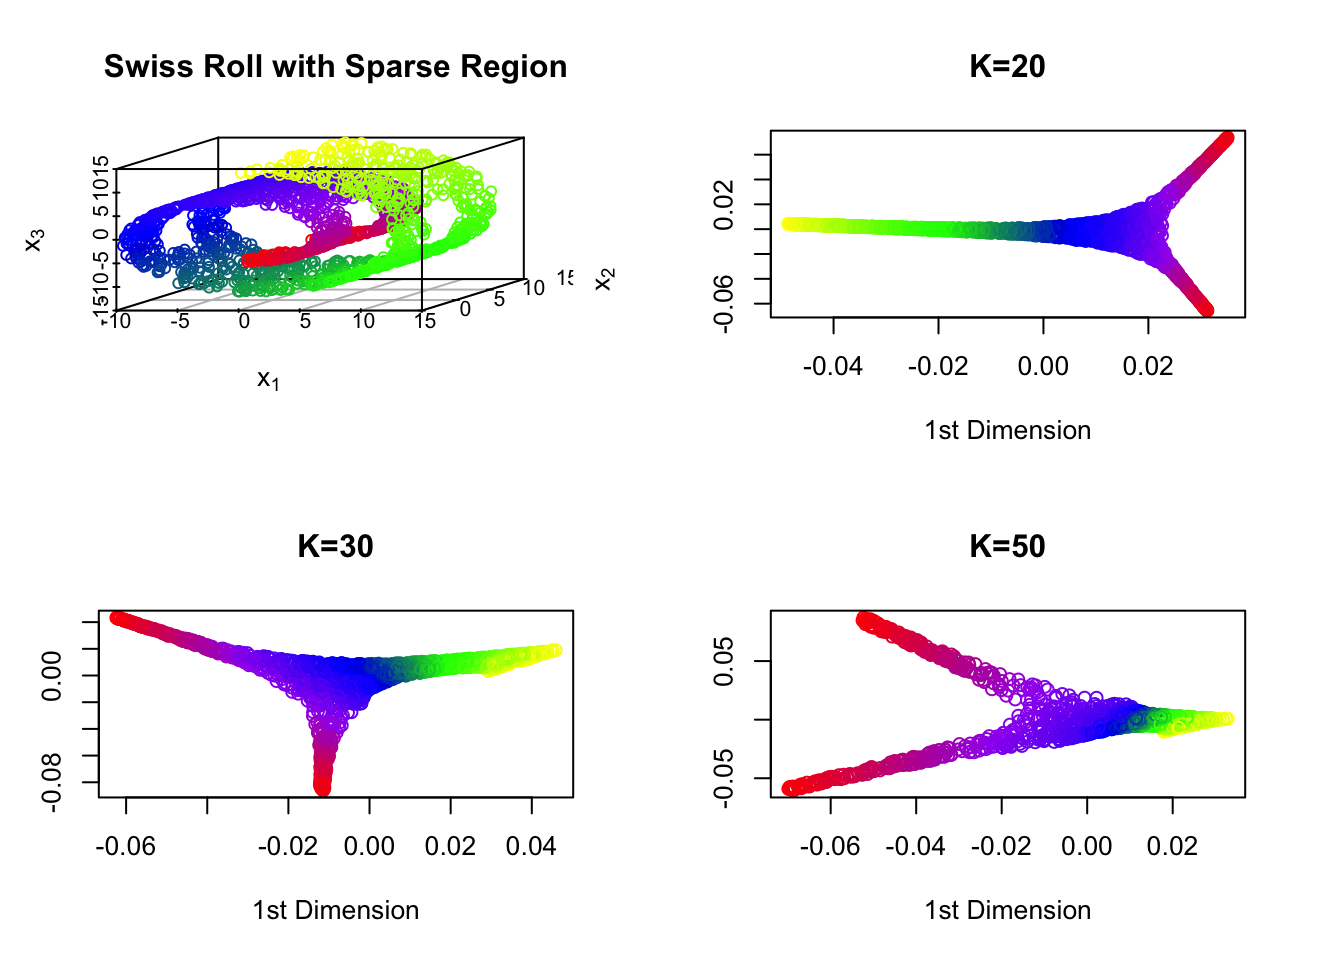 Swiss Roll with Sparse Region
x3
-15 -10 -5 0 5 10 15
-10 -5 0 5 10 15
0 5 10
x2
x1
K=20
-0.06 0.02
-0.04 -0.02 0.00 0.02
1st Dimension
K=30
-0.08 0.00
-0.06 -0.02 0.00 0.02 0.04
1st Dimension
K=50
-0.05 0.05
-0.06 -0.04 -0.02 0.00 0.02
1st Dimension